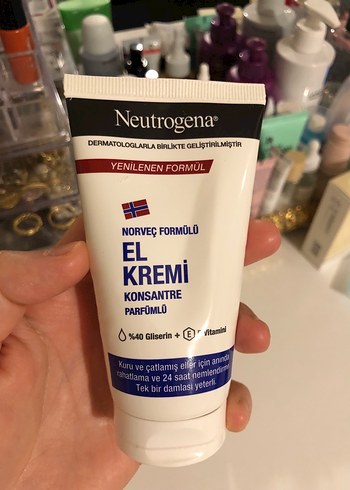 Neutrogena®
DERMATOLOGLARLA BİRLİKTE GELİŞTİRİLMİŞTİR
YENİLENEN FORMÜL
NORVEÇ FORMÜLÜ
EL
KREMİ
KONSANTRE
PARFÜMLÜ
%40 Gliserin + E Vitamini
Kuru ve çatlamış eller için anında
rahatlatma ve 24 saat nemlendirme
Tek bir damlası yeterli.